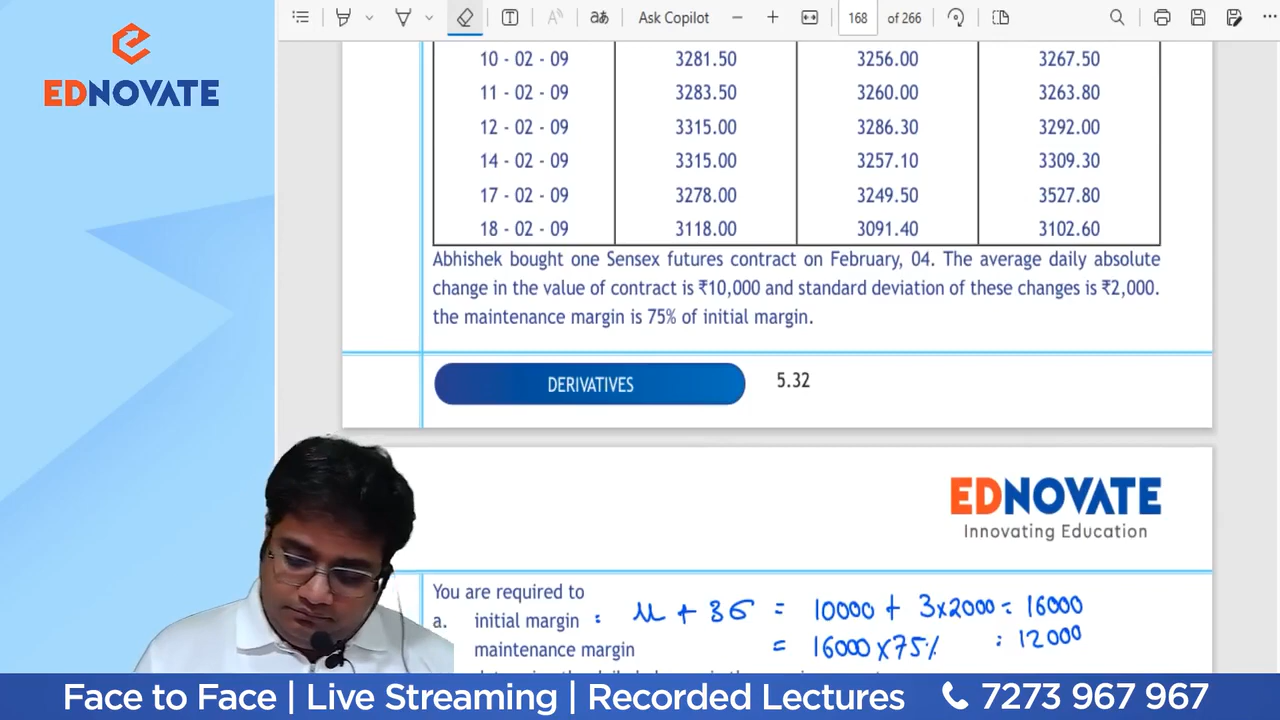 EDNOVATE
Ask Copilot
168 of 266
10 - 02 - 09 3281.50 3256.00 3267.50
11 - 02 - 09 3283.50 3260.00 3263.80
12 - 02 - 09 3315.00 3286.30 3292.00
14 - 02 - 09 3315.00 3257.10 3309.30
17 - 02 - 09 3278.00 3249.50 3527.80
18 - 02 - 09 3118.00 3091.40 3102.60
Abhishek bought one Sensex futures contract on February, 04. The average daily absolute
change in the value of contract is ₹10,000 and standard deviation of these changes is ₹2,000.
the maintenance margin is 75% of initial margin.
DERIVATIVES 5.32
EDNOVATE
Innovating Education
You are required to
a. initial margin : μ + 3σ = 10000 + 3x2000 = 16000
maintenance margin = 16000 x 75% : 12000
Face to Face | Live Streaming | Recorded Lectures 7273 967 967